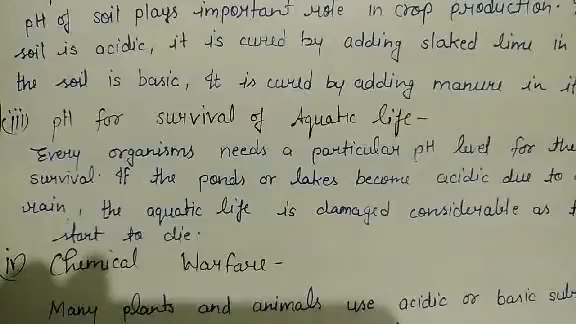 pH of soil plays important role in crop production.
soil is acidic, it is cured by adding slaked lime in
the soil is basic, It is cured by adding manure in it
(iii) pH for survival of Aquatic life-
Every organisms needs a particular pH level for the
survival. If the ponds or lakes become acidic due to
rain, the aquatic life is damaged considerable as
start to die.
(iv) Chemical Warfare-
Many plants and animals use acidic or basic sub